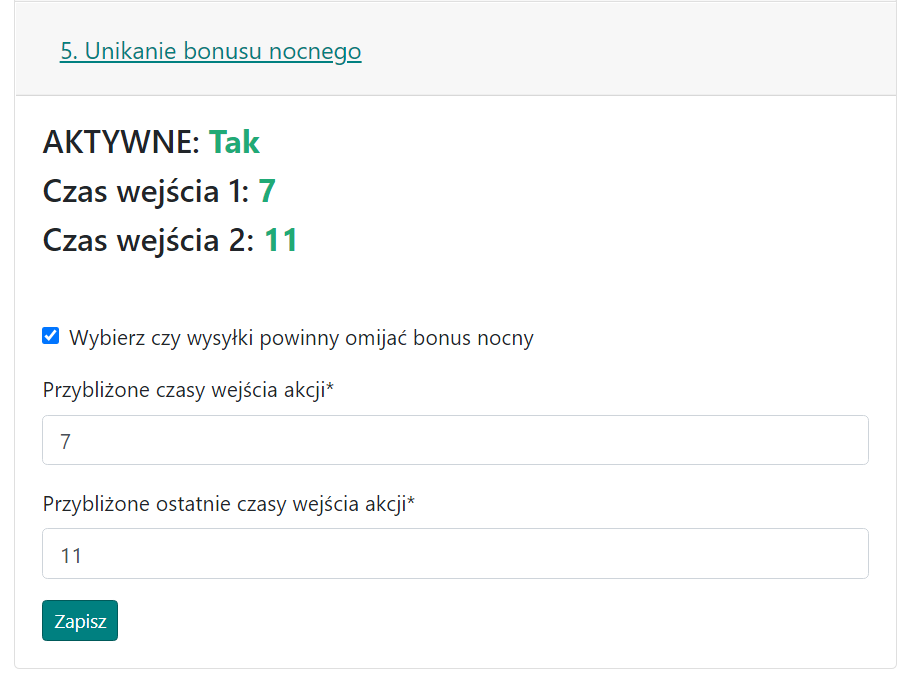 5. Unikanie bonusu nocnego
AKTYWNE: Tak
Czas wejścia 1: 7
Czas wejścia 2: 11
Wybierz czy wysyłki powinny omijać bonus nocny
Przybliżone czasy wejścia akcji*
7
Przybliżone ostatnie czasy wejścia akcji*
11
Zapisz